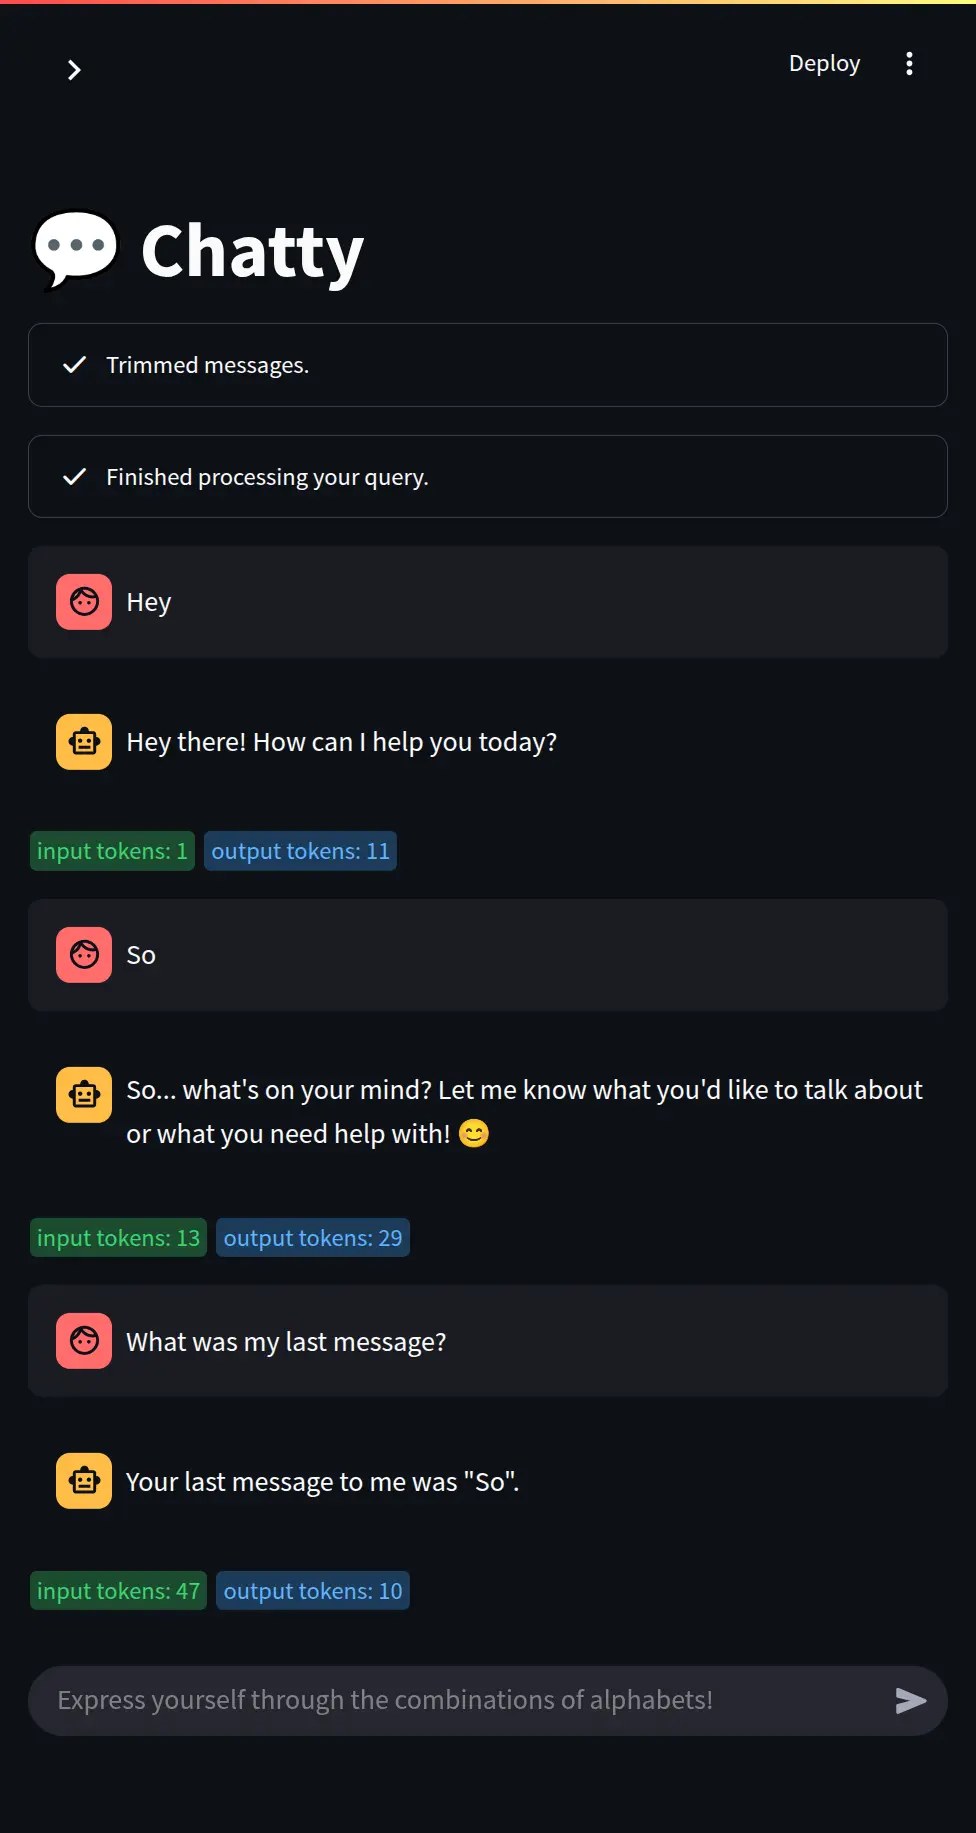 Deploy
💬 Chatty
Trimmed messages.
Finished processing your query.
Hey
Hey there! How can I help you today?
input tokens: 1 output tokens: 11
So
So... what's on your mind? Let me know what you'd like to talk about
or what you need help with! 😊
input tokens: 13 output tokens: 29
What was my last message?
Your last message to me was "So".
input tokens: 47 output tokens: 10
Express yourself through the combinations of alphabets!